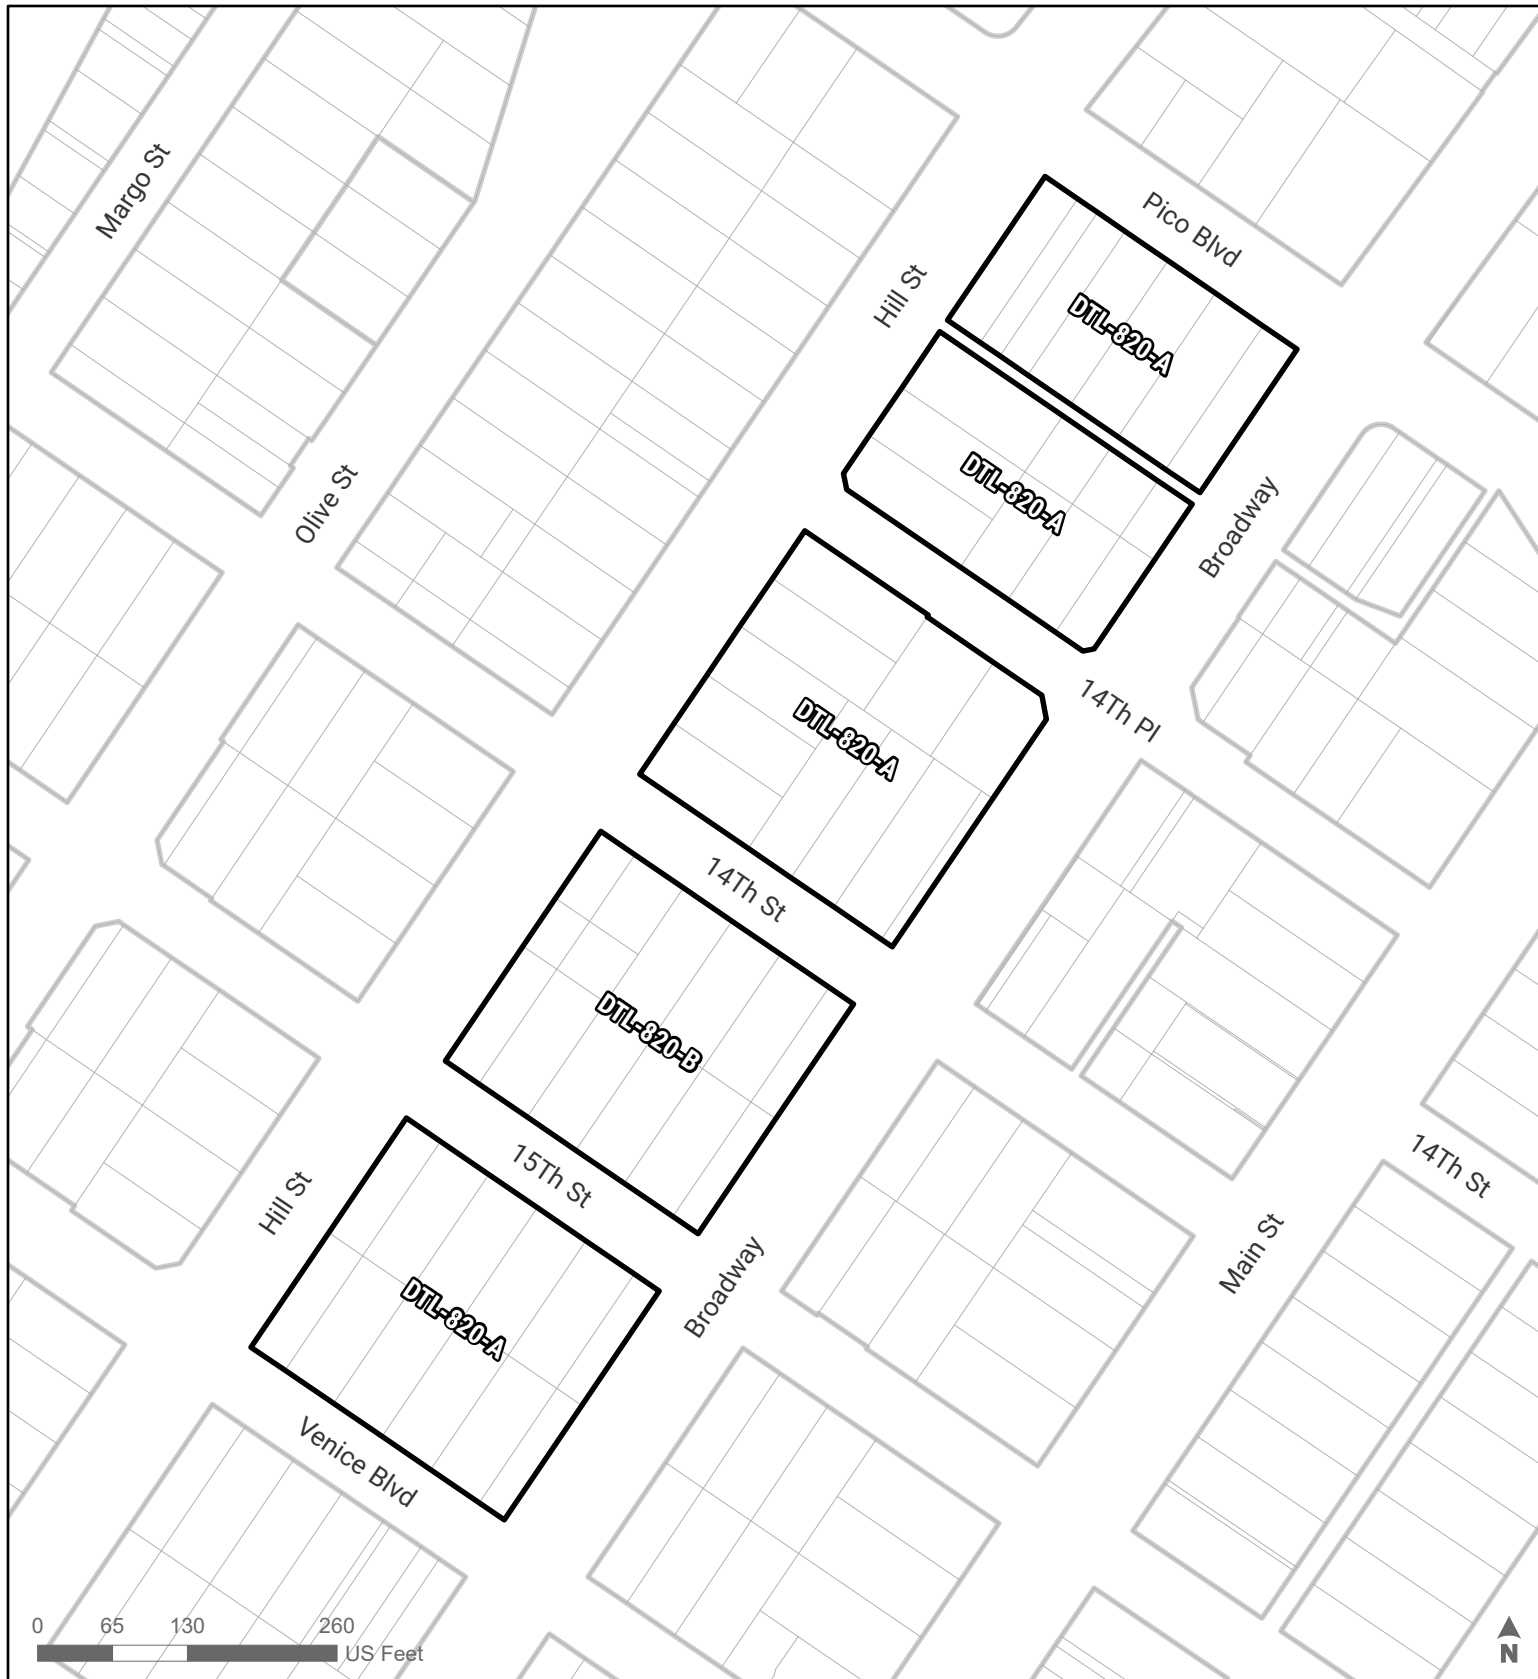 Margo St
Pico Blvd
Hill St
DTL-820-A
DTL-820-A
Olive St
Broadway
14Th Pl
DTL-820-A
14Th St
DTL-820-B
14Th St
15Th St
Hill St
Main St
Broadway
DTL-820-A
Venice Blvd
0 65 130 260
US Feet
N